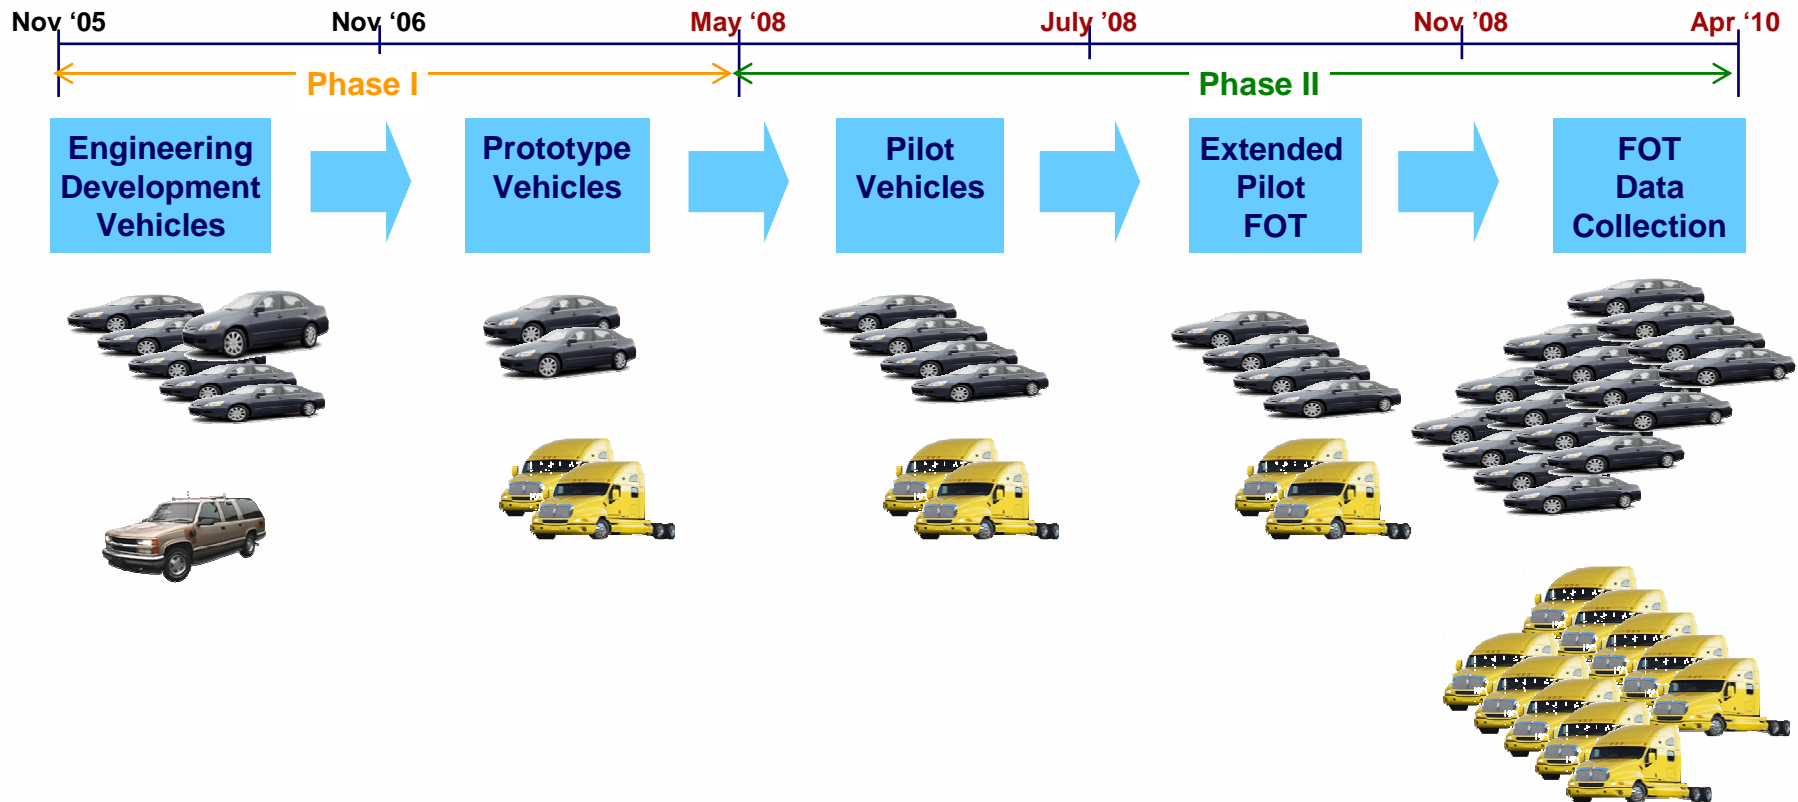 Nov ‘05
Nov ‘06
May ‘08
July ’08
Nov ’08
Apr ‘10
Phase I
Phase II
Engineering
Development
Vehicles
Prototype
Vehicles
Pilot
Vehicles
Extended
Pilot
FOT
FOT
Data
Collection